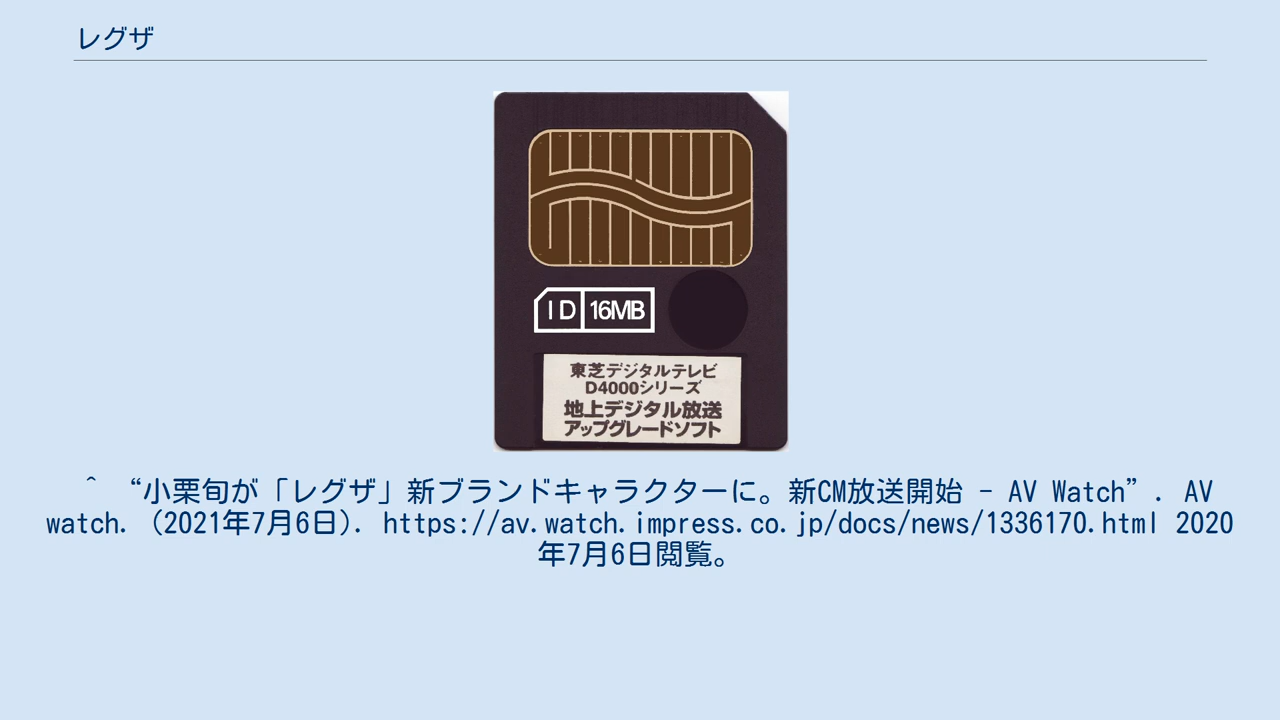 レグザ
ID 16MB
東芝デジタルテレビ
D4000シリーズ
地上デジタル放送
アップグレードソフト
^ “小栗旬が「レグザ」新ブランドキャラクターに。新CM放送開始 - AV Watch”. AV
watch. (2021年7月6日). https://av.watch.impress.co.jp/docs/news/1336170.html 2020
年7月6日閲覧。